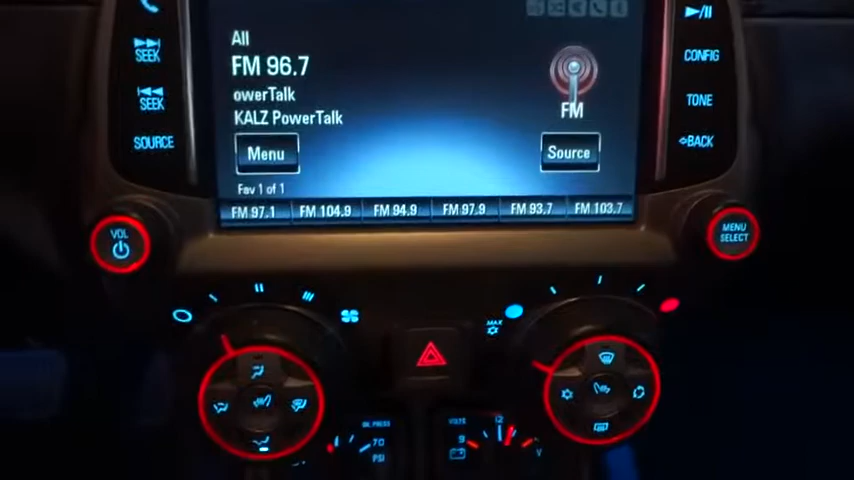 SEEK
SEEK
SOURCE
All
FM 96.7
owerTalk
KALZ PowerTalk
FM
Menu
Source
Fav 1 of 1
FM 97.1 FM 104.9 FM 94.9 FM 97.9 FM 93.7 FM 103.7
CONFIG
TONE
BACK
VOL
MENU
SELECT
MAX
OIL PRESS
70
PSI
VOLTS
9
V